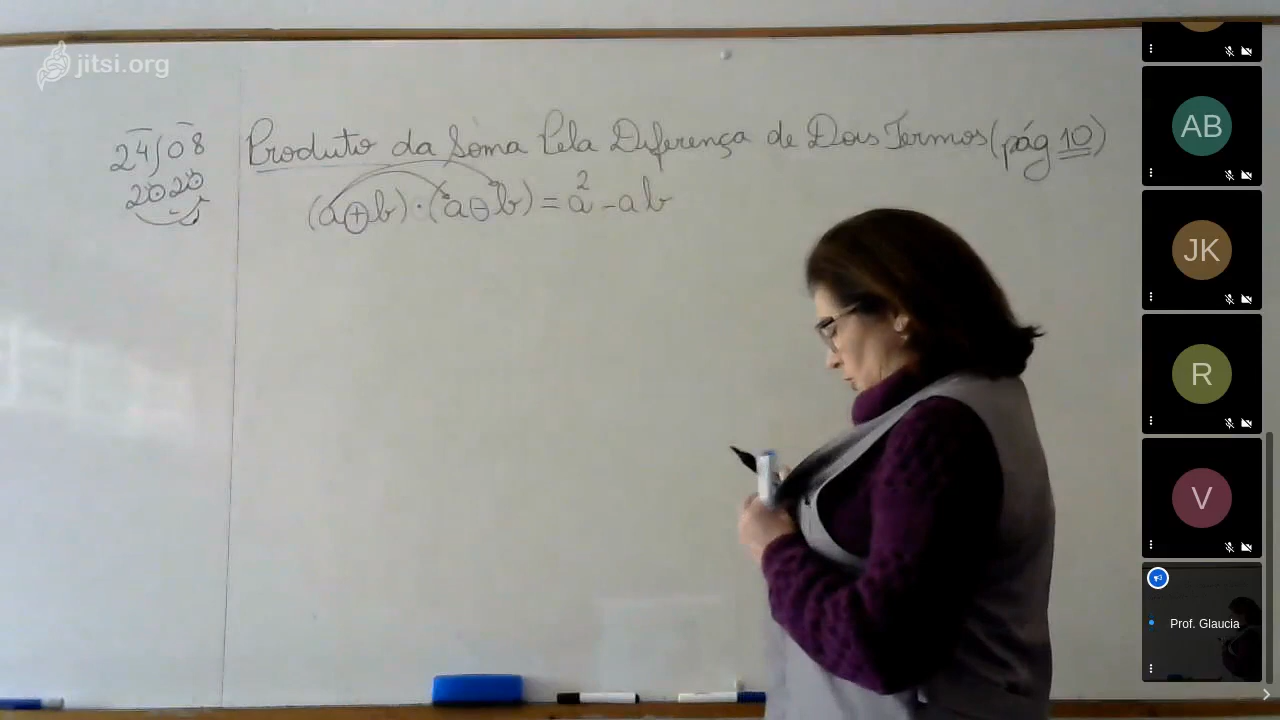 jitsi.org
24/08
2020
Produto da Soma Pela Diferença de Dois Termos (pág 10)
(a+b)·(a-b) = a² - ab
AB
JK
R
V
Prof. Glaucia